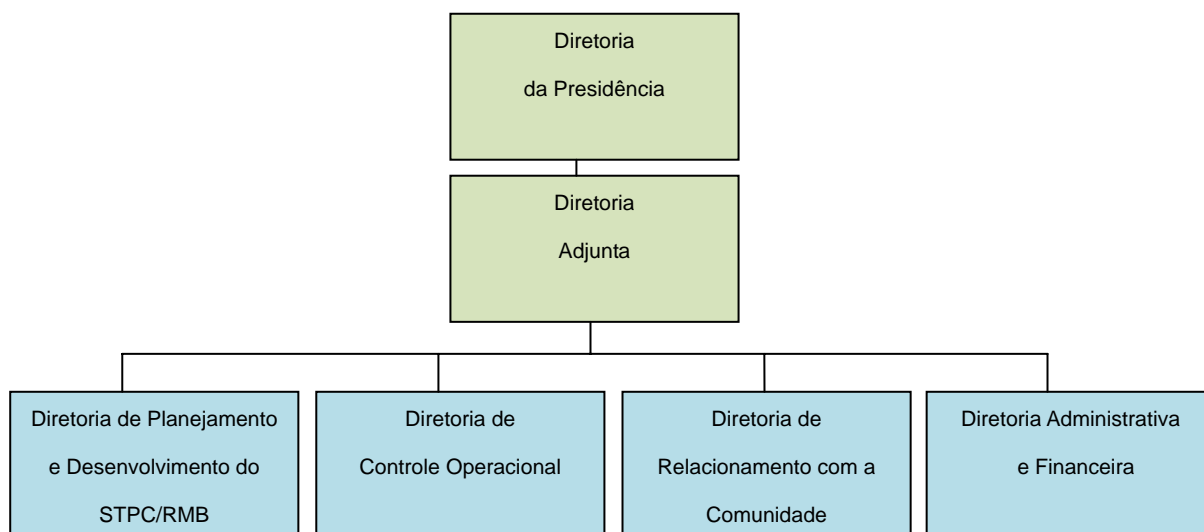 Diretoria
da Presidência
Diretoria
Adjunta
Diretoria de Planejamento
e Desenvolvimento do
STPC/RMB
Diretoria de
Controle Operacional
Diretoria de
Relacionamento com a
Comunidade
Diretoria Administrativa
e Financeira